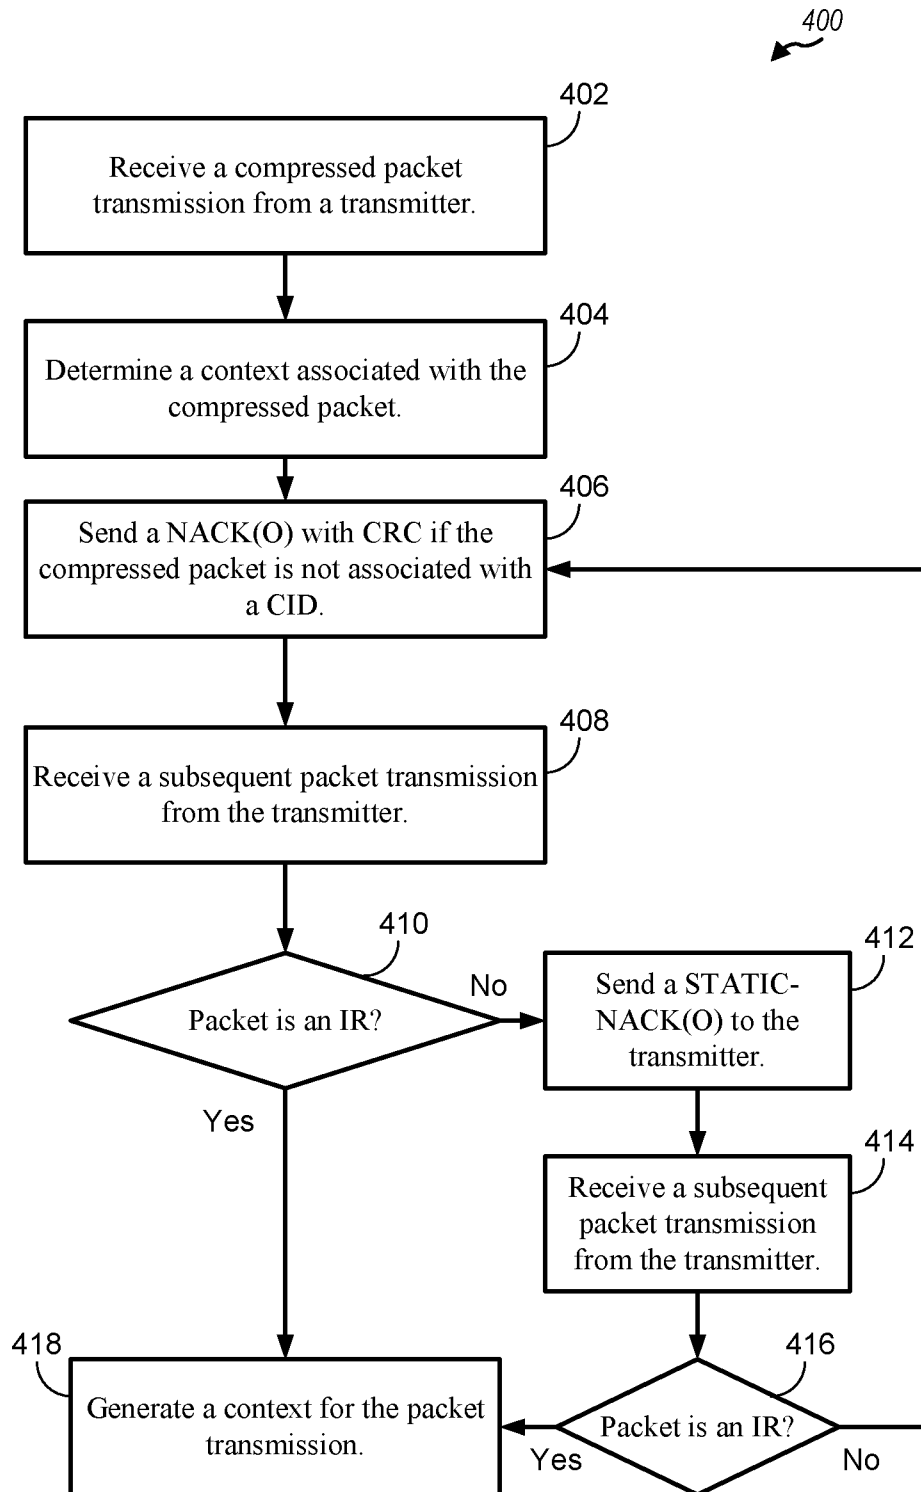 400
402
Receive a compressed packet
transmission from a transmitter.
404
Determine a context associated with the
compressed packet.
406
Send a NACK(O) with CRC if the
compressed packet is not associated with
a CID.
408
Receive a subsequent packet transmission
from the transmitter.
410
Packet is an IR?
No
Yes
412
Send a STATIC-
NACK(O) to the
transmitter.
414
Receive a subsequent
packet transmission
from the transmitter.
416
Packet is an IR?
Yes
No
418
Generate a context for the packet
transmission.